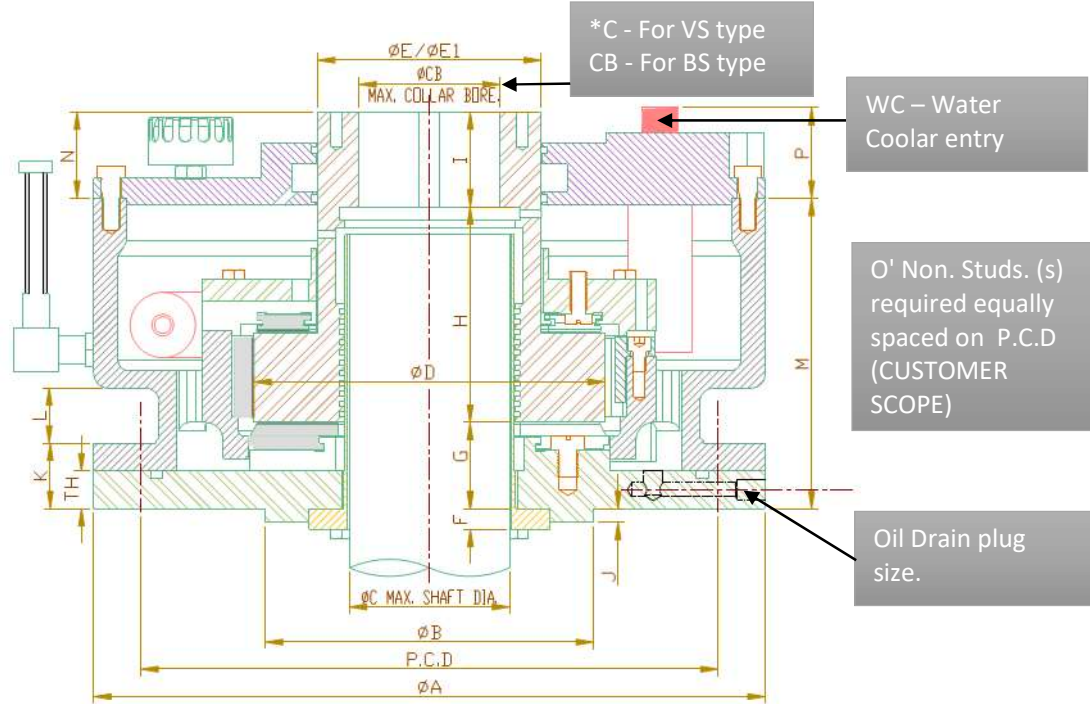 *C - For VS type
CB - For BS type
ØE/ØE1
ØCB
MAX. COLLAR BORE.
WC – Water
Coolar entry
N
I
P
O' Non. Studs. (s)
required equally
spaced on P.C.D
(CUSTOMER
SCOPE)
H
M
ØD
L
G
K
TH
F
J
Oil Drain plug
size.
ØC MAX. SHAFT DIA.
ØB
P.C.D
ØA